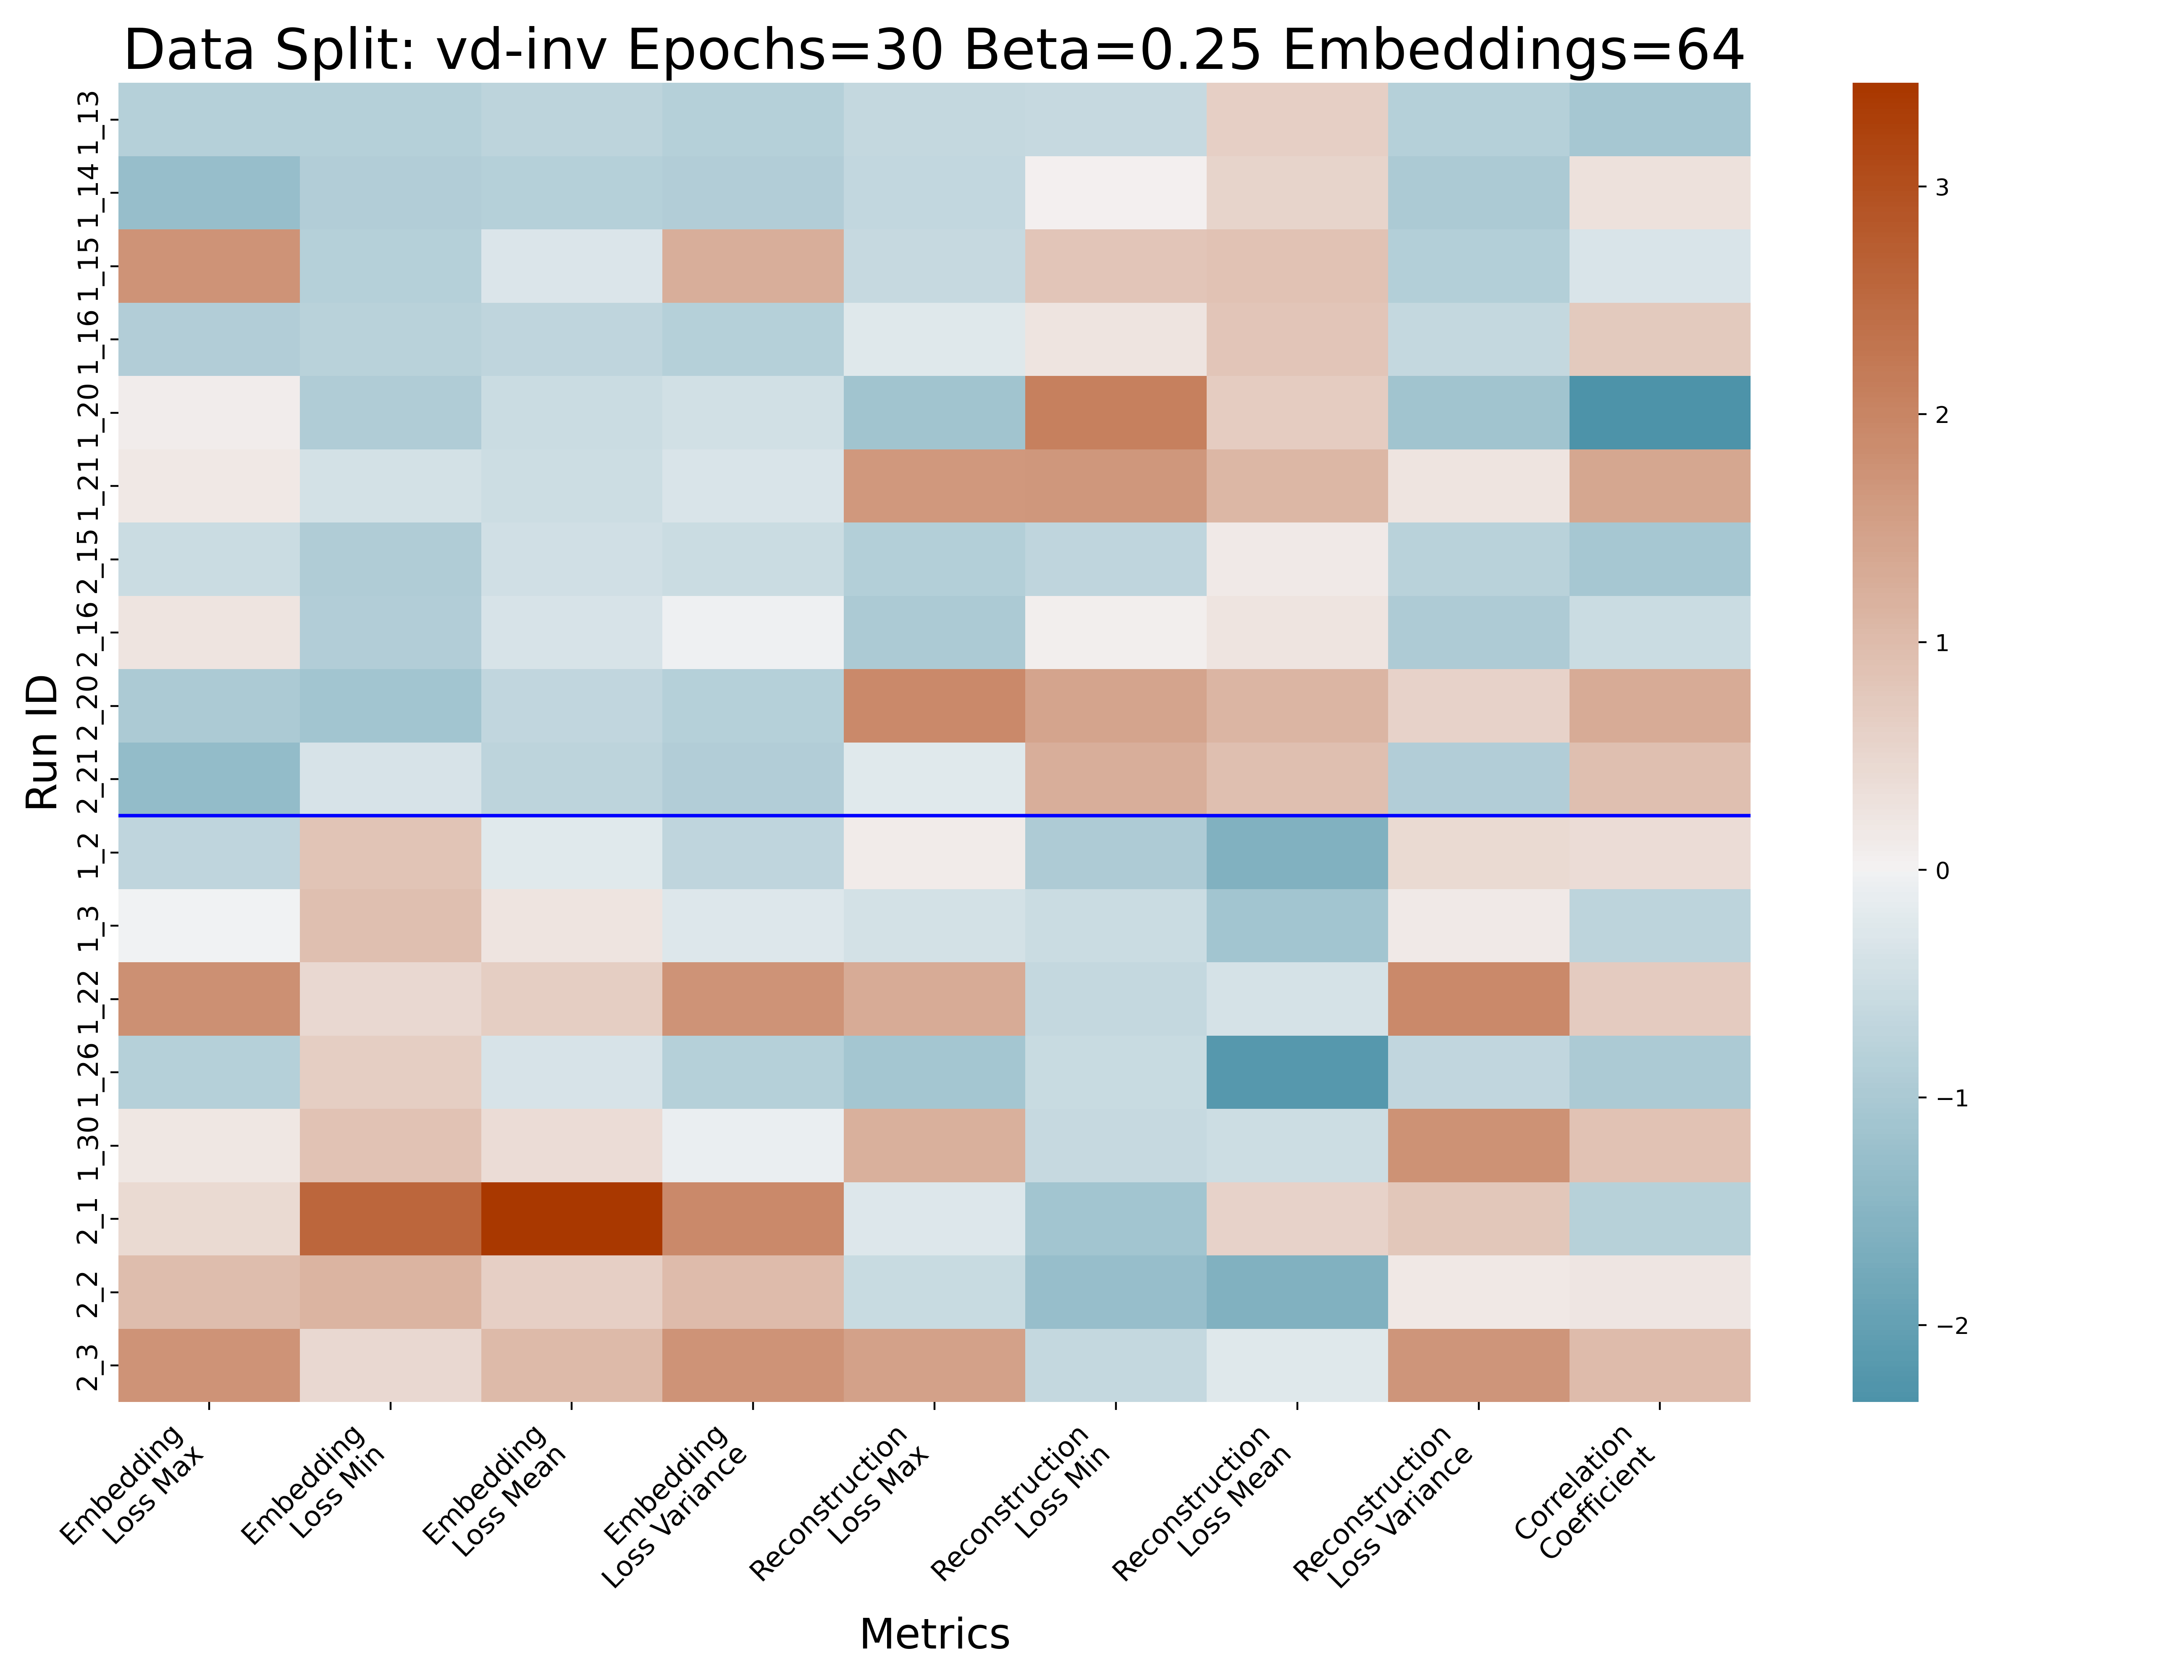 Data Split: vd-inv Epochs=30 Beta=0.25 Embeddings=64
Run ID
1_13
1_14
1_15
1_16
1_20
1_21
2_15
2_16
2_20
2_21
1_2
1_3
1_22
1_26
1_30
2_1
2_2
2_3
Embedding
Loss Max
Embedding
Loss Min
Embedding
Loss Mean
Embedding
Loss Variance
Reconstruction
Loss Max
Reconstruction
Loss Min
Reconstruction
Loss Mean
Reconstruction
Loss Variance
Correlation
Coefficient
Metrics
3
2
1
0
−1
−2